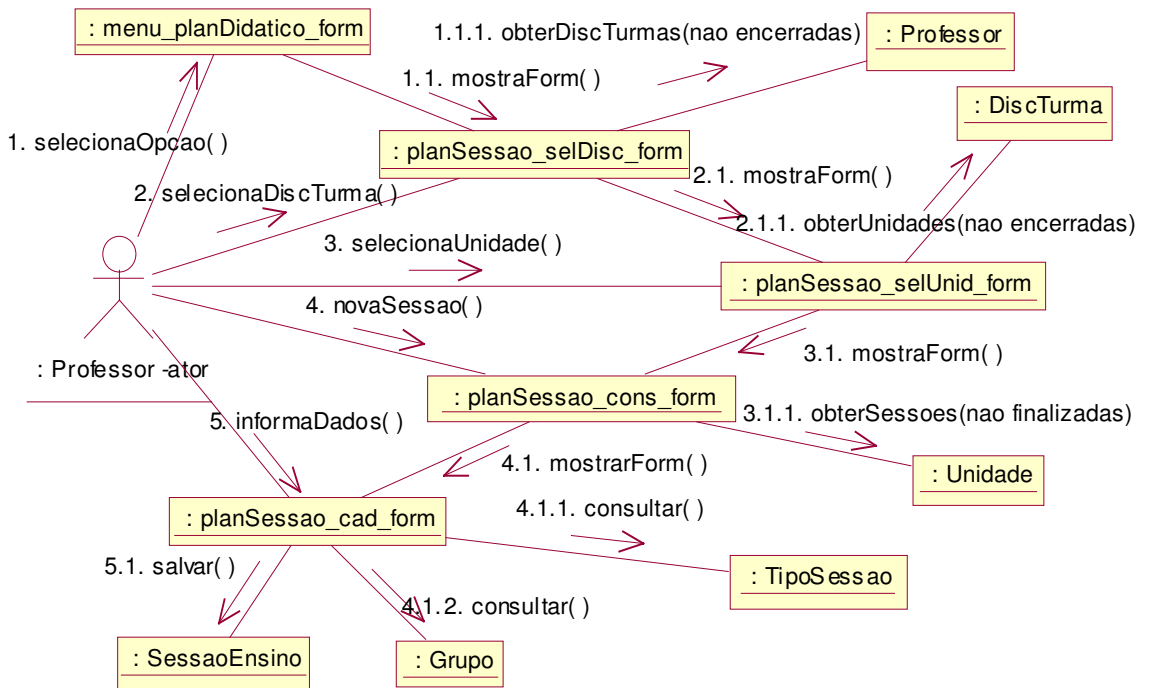 : menu_planDidatico_form
1.1.1. obterDiscTurmas(nao encerradas)
: Professor
1.1. mostraForm( )
: DiscTurma
1. selecionaOpcao( )
: planSessao_selDisc_form
2. selecionaDiscTurma( )
2.1. mostraForm( )
2.1.1. obterUnidades(nao encerradas)
3. selecionaUnidade( )
: planSessao_selUnid_form
4. novaSessao( )
3.1. mostraForm( )
: Professor -ator
: planSessao_cons_form
3.1.1. obterSessoes(nao finalizadas)
5. informaDados( )
4.1. mostrarForm( )
: Unidade
: planSessao_cad_form
4.1.1. consultar( )
5.1. salvar( )
: TipoSessao
4.1.2. consultar( )
: SessaoEnsino
: Grupo